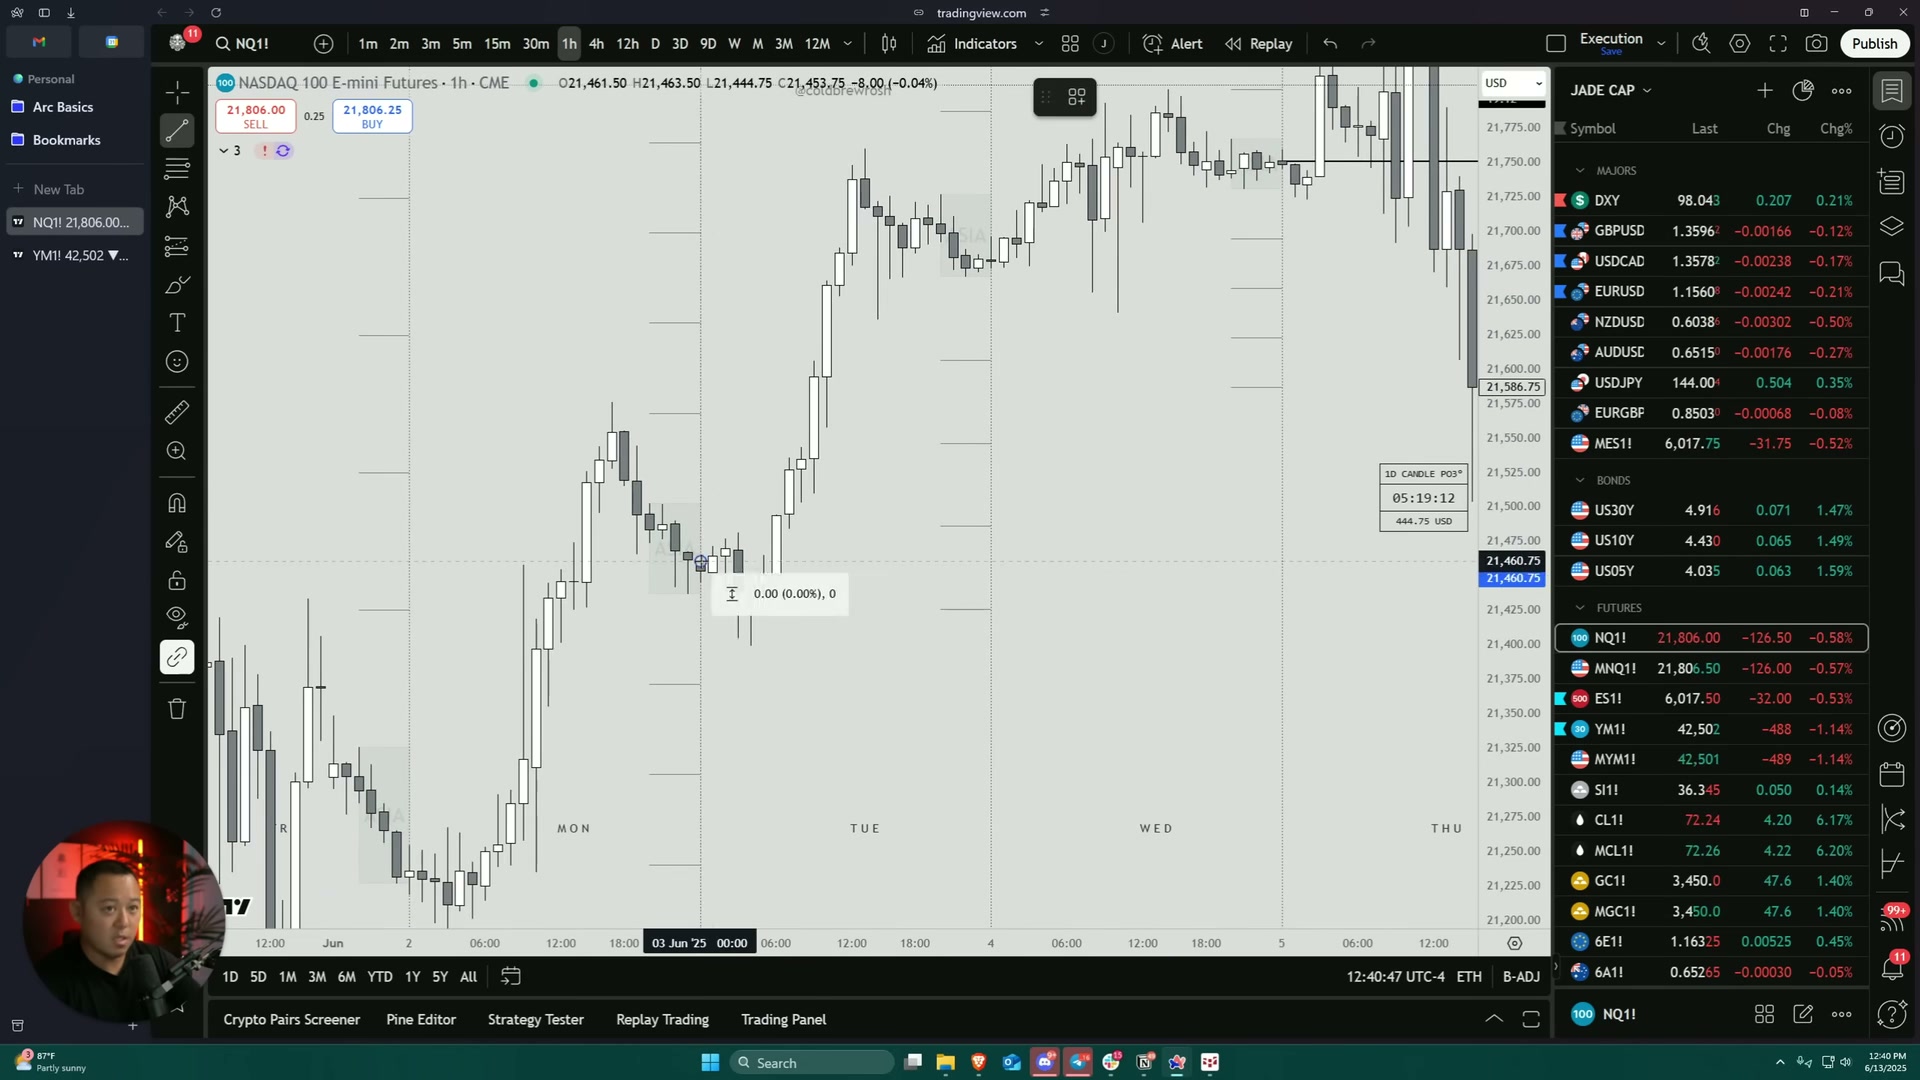 tradingview.com
Personal
Arc Basics
Bookmarks
New Tab
NQ1! 21,806.00...
YM1! 42,502 ▼...
11
NQ1!
1m 2m 3m 5m 15m 30m 1h 4h 12h D 3D 9D W M 3M 12M
Indicators
Alert
Replay
Execution
Save
Publish
NASDAQ 100 E-mini Futures · 1h · CME
O21,461.50 H21,463.50 L21,444.75 C21,453.75 −8.00 (−0.04%)
@coldbrewrosh
21,806.00
SELL
0.25
21,806.25
BUY
3
USD
21,775.00
21,750.00
21,725.00
21,700.00
21,675.00
21,650.00
21,625.00
21,600.00
21,586.75
21,575.00
21,550.00
21,525.00
21,500.00
21,475.00
21,460.75
21,460.75
21,425.00
21,400.00
21,375.00
21,350.00
21,325.00
21,300.00
21,275.00
21,250.00
21,225.00
21,200.00
ASIA
1D CANDLE PO3°
05:19:12
444.75 USD
0.00 (0.00%), 0
MON
TUE
WED
THU
12:00 Jun 2 06:00 12:00 18:00 03 Jun '25 00:00 06:00 12:00 18:00 4 06:00 12:00 18:00 5 06:00 12:00
1D 5D 1M 3M 6M YTD 1Y 5Y All
12:40:47 UTC-4 ETH B-ADJ
Crypto Pairs Screener Pine Editor Strategy Tester Replay Trading Trading Panel
JADE CAP
Symbol Last Chg Chg%
MAJORS
DXY 98.043 0.207 0.21%
GBPUSD 1.3596² −0.00166 −0.12%
USDCAD 1.3578² −0.00238 −0.17%
EURUSD 1.1560⁸ −0.00242 −0.21%
NZDUSD 0.6038⁶ −0.00302 −0.50%
AUDUSD 0.6515⁰ −0.00176 −0.27%
USDJPY 144.00⁴ 0.504 0.35%
EURGBP 0.8503⁰ −0.00068 −0.08%
MES1! 6,017.75 −31.75 −0.52%
BONDS
US30Y 4.916 0.071 1.47%
US10Y 4.430 0.065 1.49%
US05Y 4.035 0.063 1.59%
FUTURES
NQ1! 21,806.00 −126.50 −0.58%
MNQ1! 21,806.50 −126.00 −0.57%
ES1! 6,017.50 −32.00 −0.53%
YM1! 42,502 −488 −1.14%
MYM1! 42,501 −489 −1.14%
SI1! 36.345 0.050 0.14%
CL1! 72.24 4.20 6.17%
MCL1! 72.26 4.22 6.20%
GC1! 3,450.0 47.6 1.40%
MGC1! 3,450.0 47.6 1.40%
6E1! 1.16325 0.00525 0.45%
6A1! 0.65265 −0.00030 −0.05%
NQ1!
99+
11
87°F
Partly sunny
Search
12:40 PM
6/13/2025